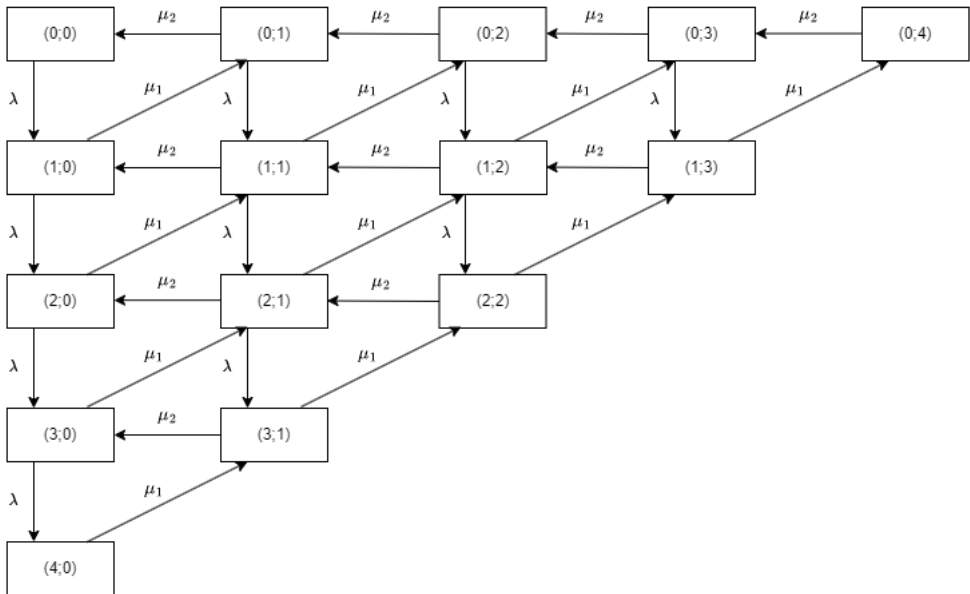 μ₂ μ₂ μ₂ μ₂
(0;0) (0;1) (0;2) (0;3) (0;4)
λ μ₁ λ μ₁ λ μ₁ λ μ₁
μ₂ μ₂ μ₂
(1;0) (1;1) (1;2) (1;3)
λ μ₁ λ μ₁ λ μ₁
μ₂ μ₂
(2;0) (2;1) (2;2)
λ μ₁ λ μ₁
μ₂
(3;0) (3;1)
λ μ₁
(4;0)